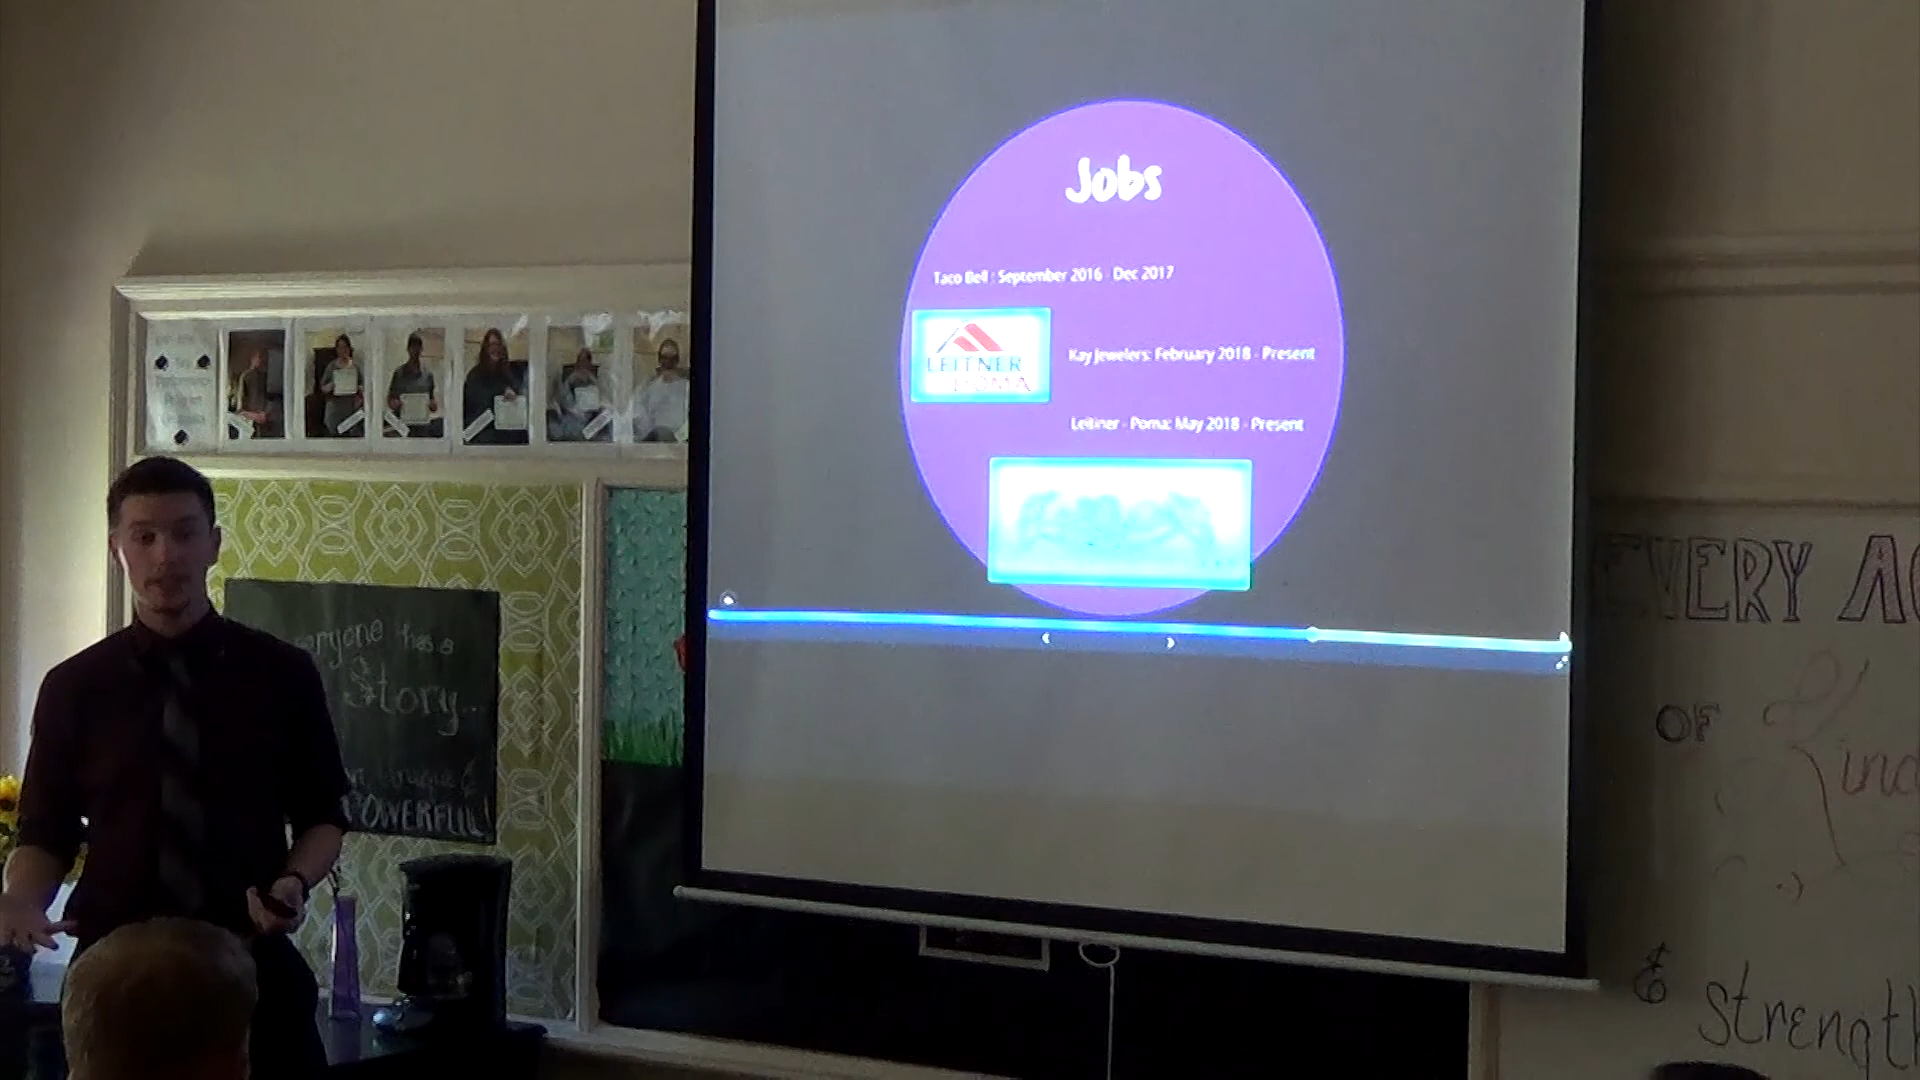 Jobs
Taco Bell : September 2016 - Dec 2017
LEITNER
POMA
Kay Jewelers: February 2018 - Present
Leitiner - Poma: May 2018 - Present
everyone has a
Story...
POWERFUL!
EVERY
OF
&
strength